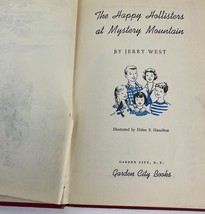 The Happy Hollisters
at Mystery Mountain
BY JERRY WEST
Illustrated by Helen S. Hamilton
GARDEN CITY, N. Y.
Garden City Books